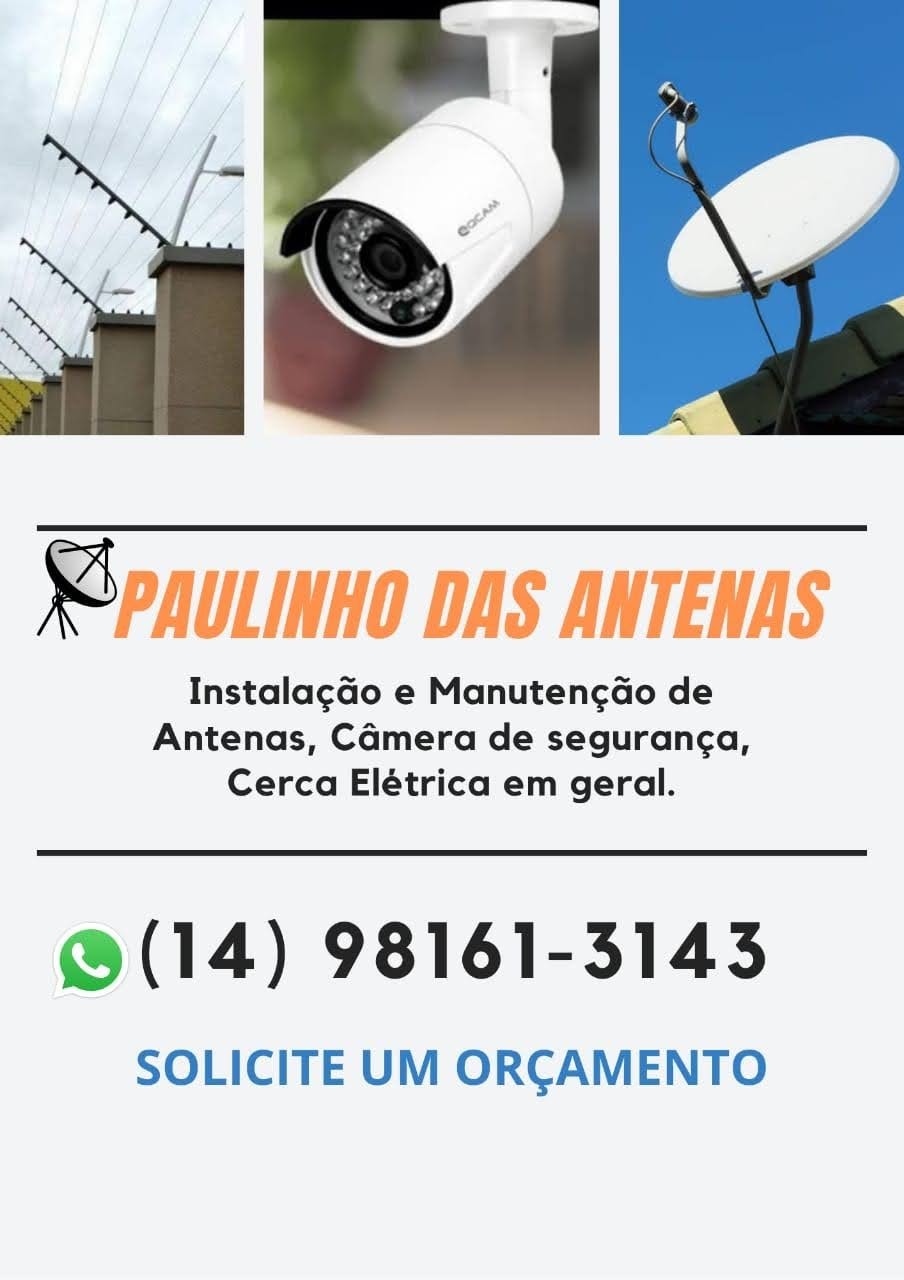 eQCAM
PAULINHO DAS ANTENAS
Instalação e Manutenção de
Antenas, Câmera de segurança,
Cerca Elétrica em geral.
(14) 98161-3143
SOLICITE UM ORÇAMENTO